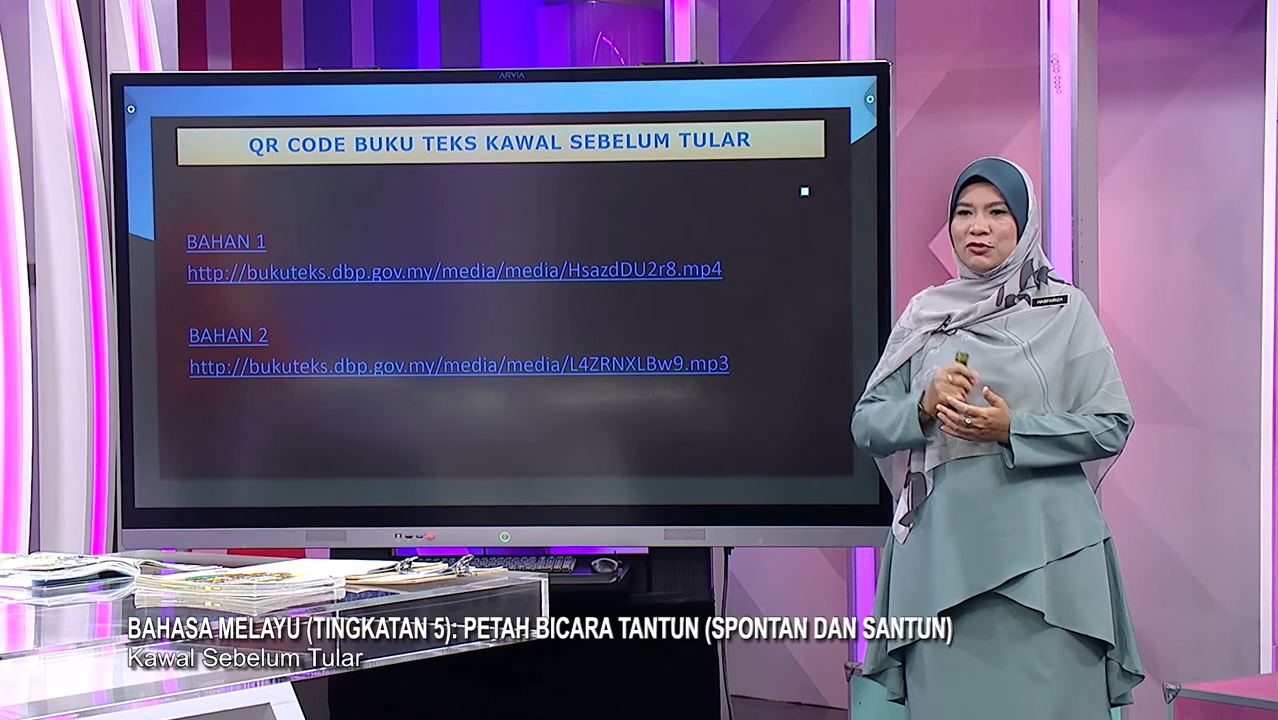 ARVIA
QR CODE BUKU TEKS KAWAL SEBELUM TULAR
BAHAN 1
http://bukuteks.dbp.gov.my/media/media/HsazdDU2r8.mp4
BAHAN 2
http://bukuteks.dbp.gov.my/media/media/L4ZRNXLBw9.mp3
HASFARIZA
BAHASA MELAYU (TINGKATAN 5): PETAH BICARA TANTUN (SPONTAN DAN SANTUN)
Kawal Sebelum Tular